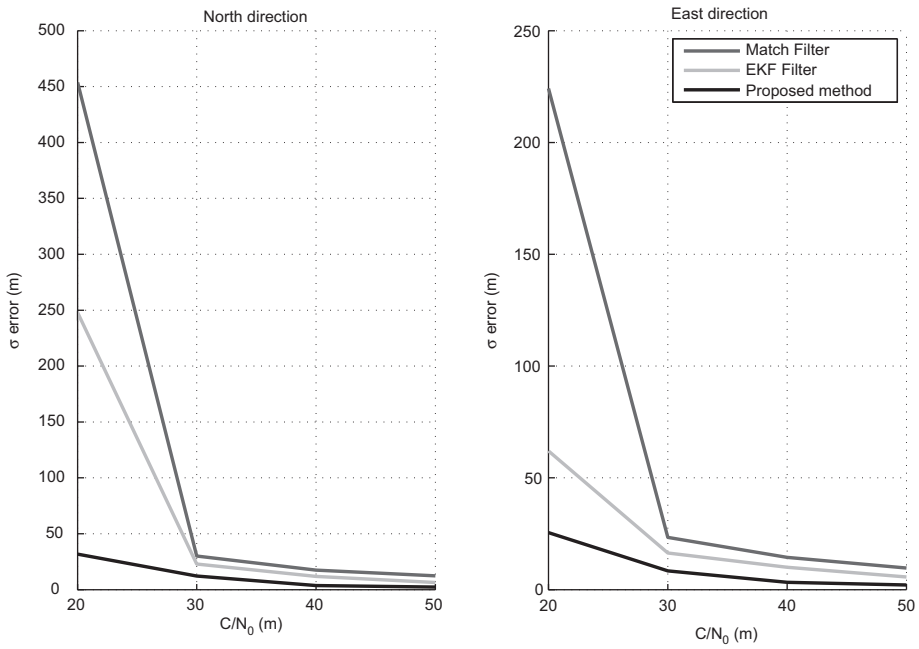 North direction
500
450
400
350
300
250
200
150
100
50
0
20
30
40
50
σ error (m)
C/N0 (m)
East direction
Match Filter
EKF Filter
Proposed method
250
200
150
100
50
0
20
30
40
50
σ error (m)
C/N0 (m)